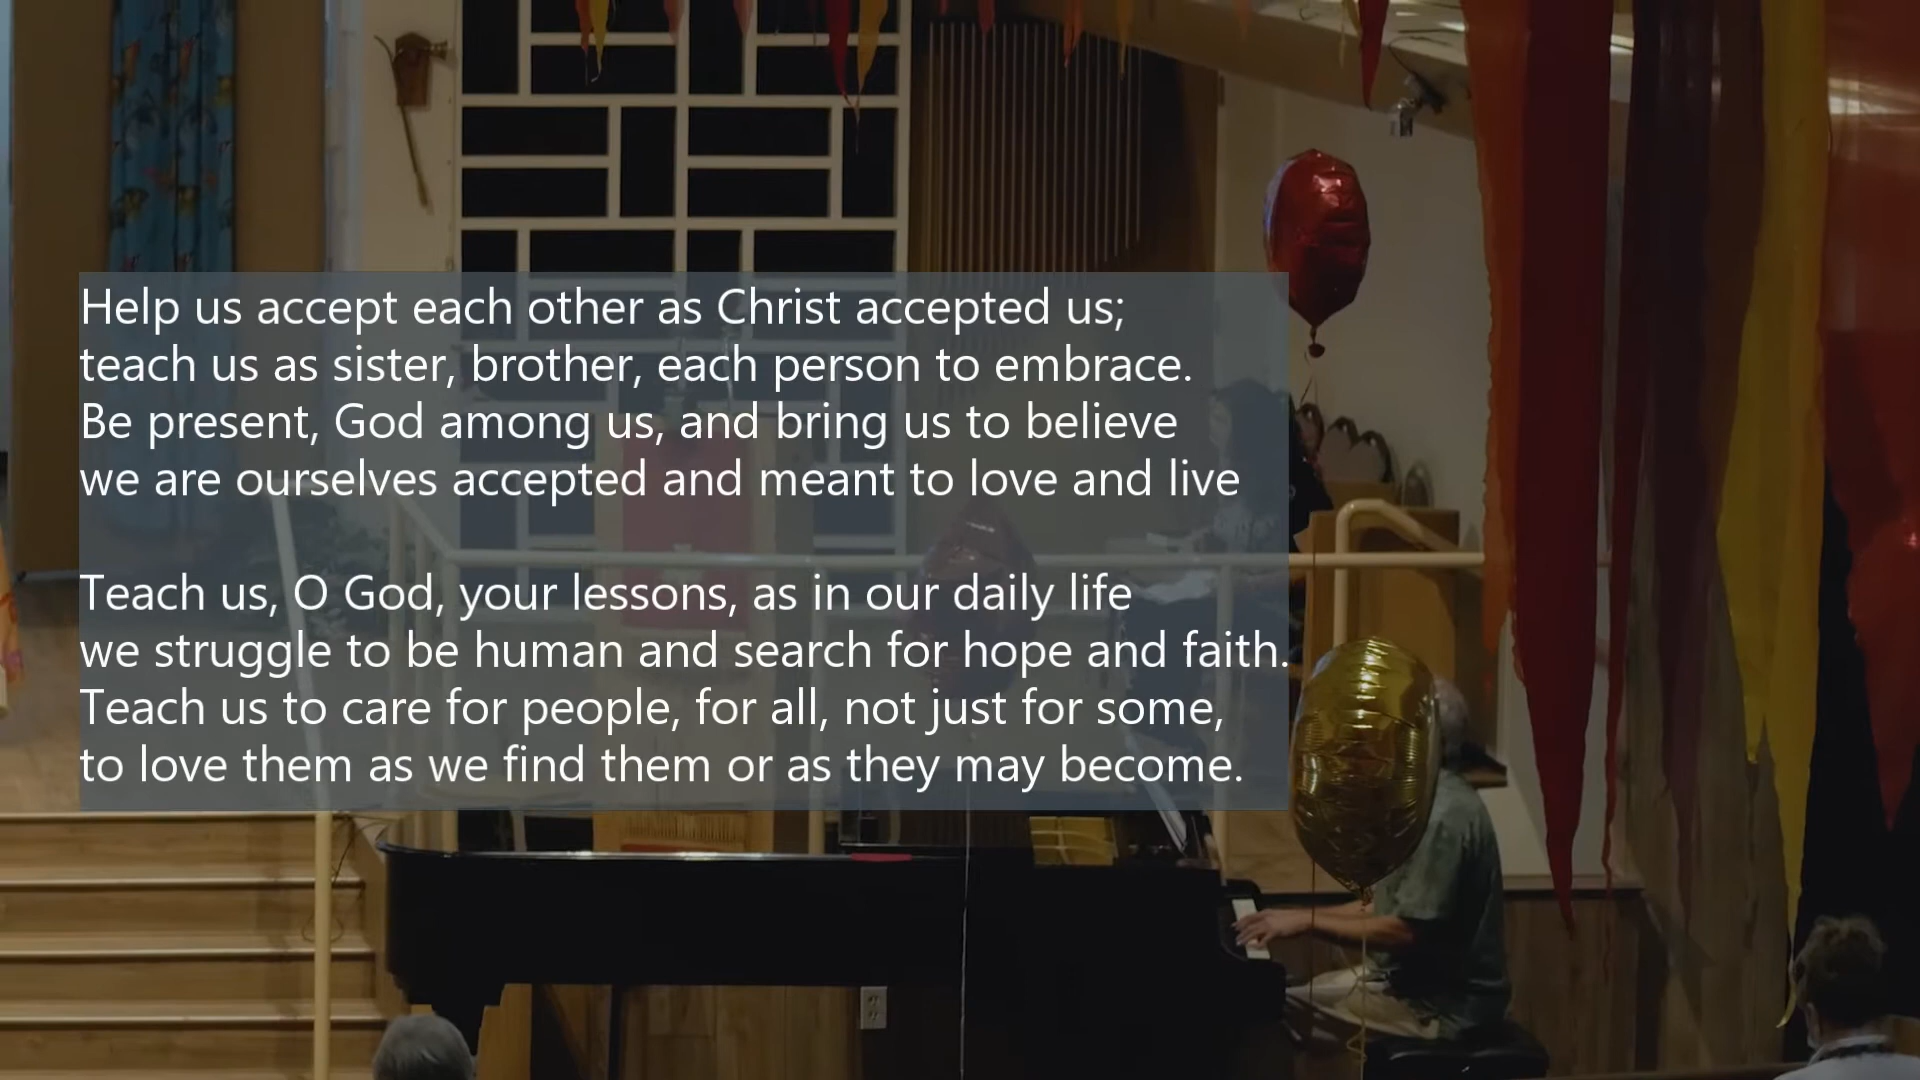 Help us accept each other as Christ accepted us;
teach us as sister, brother, each person to embrace.
Be present, God among us, and bring us to believe
we are ourselves accepted and meant to love and live
Teach us, O God, your lessons, as in our daily life
we struggle to be human and search for hope and faith.
Teach us to care for people, for all, not just for some,
to love them as we find them or as they may become.